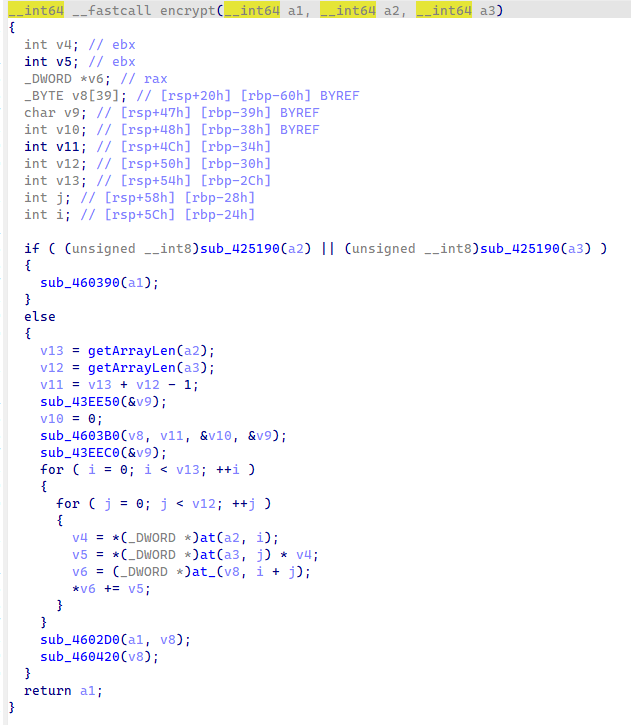 __int64 __fastcall encrypt(__int64 a1, __int64 a2, __int64 a3)
{
  int v4; // ebx
  int v5; // ebx
  _DWORD *v6; // rax
  _BYTE v8[39]; // [rsp+20h] [rbp-60h] BYREF
  char v9; // [rsp+47h] [rbp-39h] BYREF
  int v10; // [rsp+48h] [rbp-38h] BYREF
  int v11; // [rsp+4Ch] [rbp-34h]
  int v12; // [rsp+50h] [rbp-30h]
  int v13; // [rsp+54h] [rbp-2Ch]
  int j; // [rsp+58h] [rbp-28h]
  int i; // [rsp+5Ch] [rbp-24h]

  if ( (unsigned __int8)sub_425190(a2) || (unsigned __int8)sub_425190(a3) )
  {
    sub_460390(a1);
  }
  else
  {
    v13 = getArrayLen(a2);
    v12 = getArrayLen(a3);
    v11 = v13 + v12 - 1;
    sub_43EE50(&v9);
    v10 = 0;
    sub_4603B0(v8, v11, &v10, &v9);
    sub_43EEC0(&v9);
    for ( i = 0; i < v13; ++i )
    {
      for ( j = 0; j < v12; ++j )
      {
        v4 = *(_DWORD *)at(a2, i);
        v5 = *(_DWORD *)at(a3, j) * v4;
        v6 = (_DWORD *)at_(v8, i + j);
        *v6 += v5;
      }
    }
    sub_4602D0(a1, v8);
    sub_460420(v8);
  }
  return a1;
}